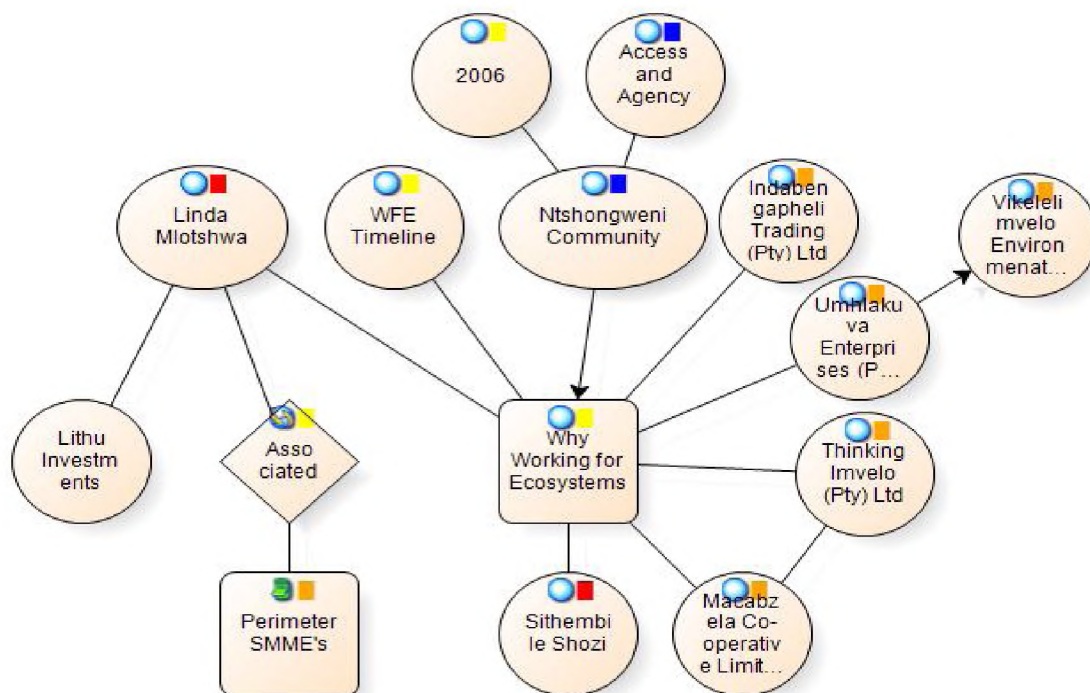 2006
Access
and
Agency
Linda
Mlotshwa
WFE
Timeline
Ntshongweni
Community
Indaben
gapheli
Trading
(Pty) Ltd
Vikeleli
mvelo
Environ
menat...
Umhlaku
va
Enterpri
ses (P...
Lithu
Investm
ents
Asso
ciated
Why
Working for
Ecosystems
Thinking
Imvelo
(Pty) Ltd
Perimeter
SMME's
Sithembi
le Shozi
Macabz
ela Co-
operativ
e Limit...